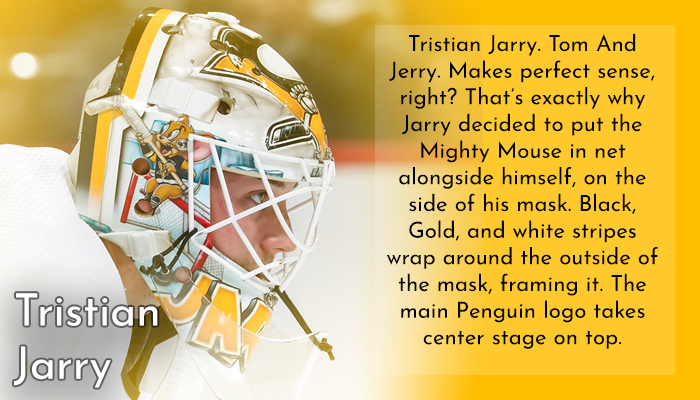 Tristian Jarry. Tom And
Jerry. Makes perfect sense,
right? That's exactly why
Jarry decided to put the
Mighty Mouse in net
alongside himself, on the
side of his mask. Black,
Gold, and white stripes
wrap around the outside of
the mask, framing it. The
main Penguin logo takes
center stage on top.
Tristian
Jarry